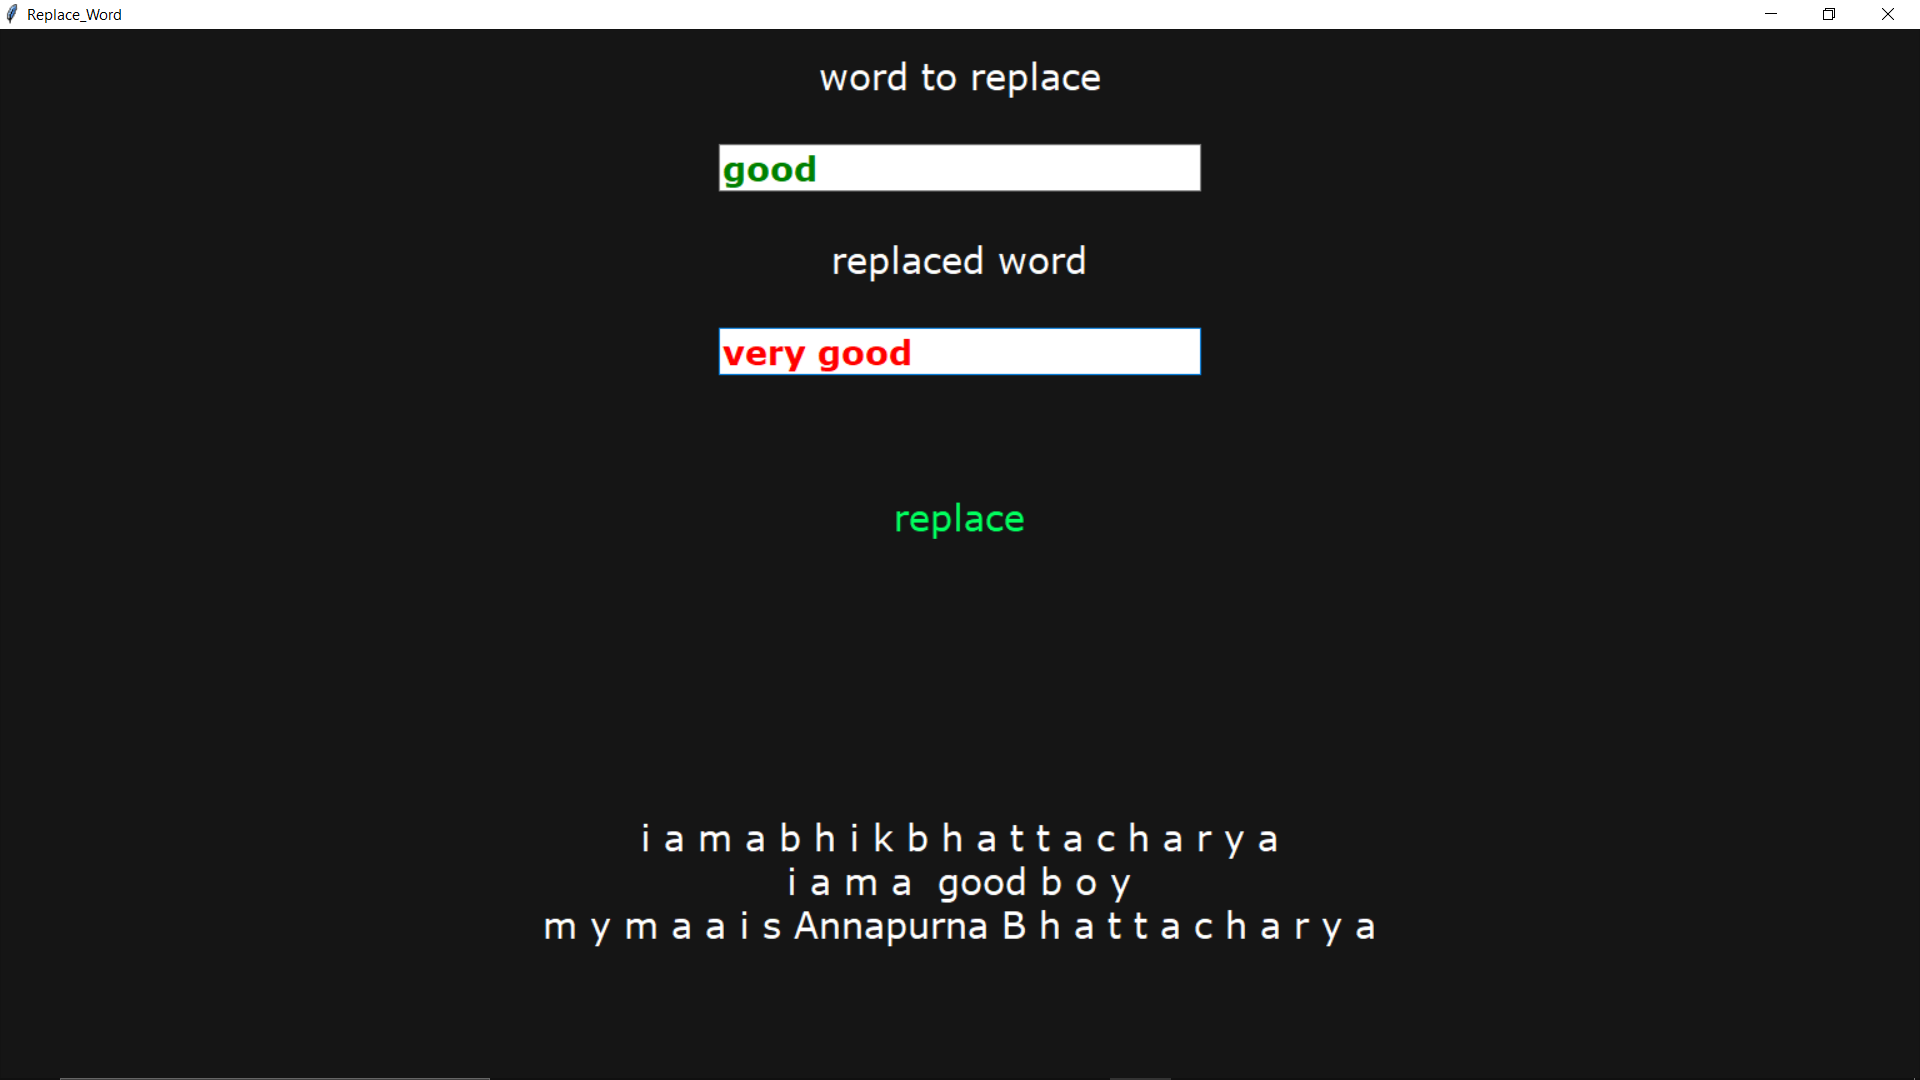 Replace_Word
word to replace
good
replaced word
very good
replace
i a m a b h i k b h a t t a c h a r y a
i a m a  good b o y
m y m a a i s Annapurna B h a t t a c h a r y a